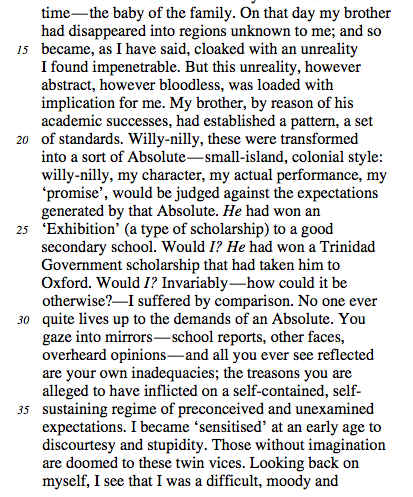 time—the baby of the family. On that day my brother
had disappeared into regions unknown to me; and so
15 became, as I have said, cloaked with an unreality
I found impenetrable. But this unreality, however
abstract, however bloodless, was loaded with
implication for me. My brother, by reason of his
academic successes, had established a pattern, a set
20 of standards. Willy-nilly, these were transformed
into a sort of Absolute—small-island, colonial style:
willy-nilly, my character, my actual performance, my
‘promise’, would be judged against the expectations
generated by that Absolute. He had won an
25 ‘Exhibition’ (a type of scholarship) to a good
secondary school. Would I? He had won a Trinidad
Government scholarship that had taken him to
Oxford. Would I? Invariably—how could it be
otherwise?—I suffered by comparison. No one ever
30 quite lives up to the demands of an Absolute. You
gaze into mirrors—school reports, other faces,
overheard opinions—and all you ever see reflected
are your own inadequacies; the treasons you are
alleged to have inflicted on a self-contained, self-
35 sustaining regime of preconceived and unexamined
expectations. I became ‘sensitised’ at an early age to
discourtesy and stupidity. Those without imagination
are doomed to these twin vices. Looking back on
myself, I see that I was a difficult, moody and